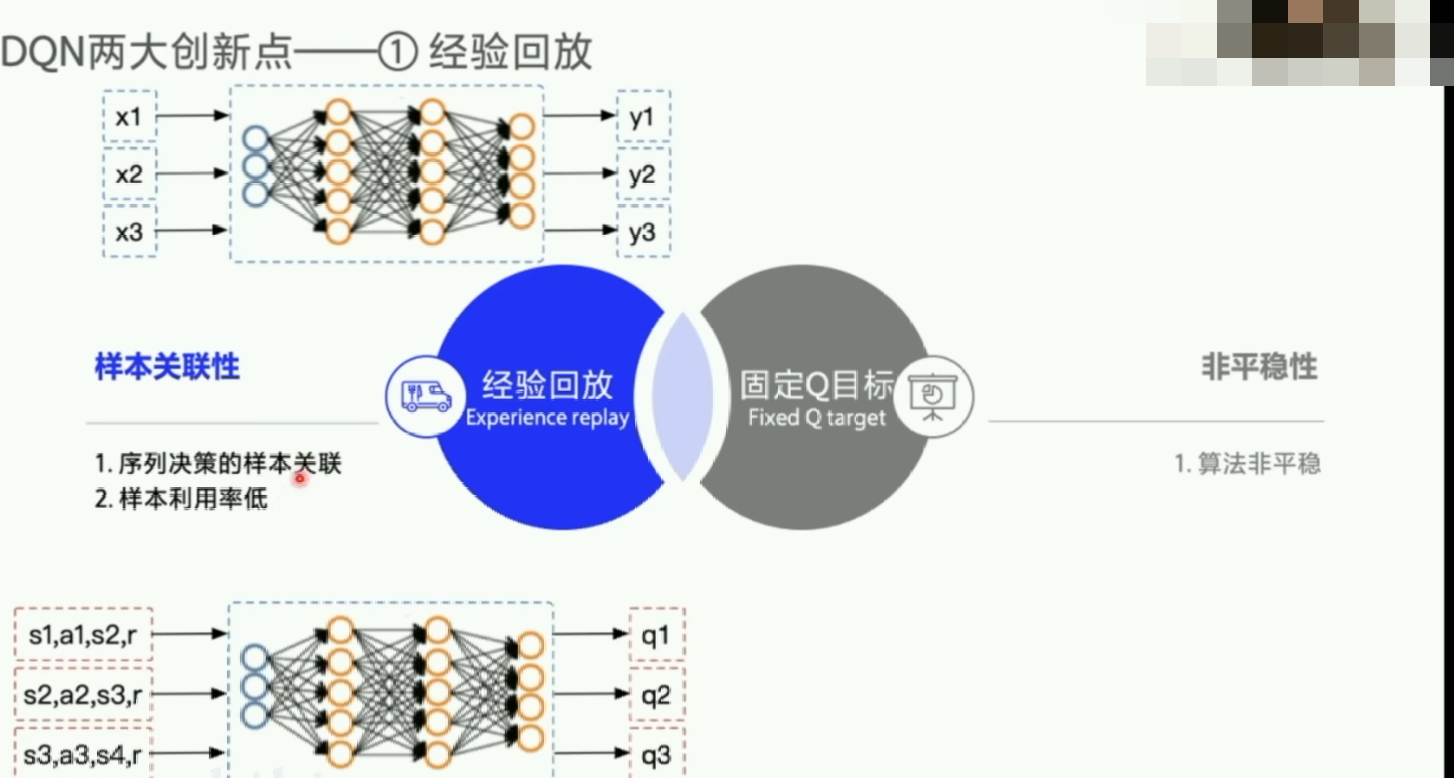 DQN两大创新点——① 经验回放
x1
y1
x2
y2
x3
y3
样本关联性
1. 序列决策的样本关联
2. 样本利用率低
经验回放
Experience replay
固定Q目标
Fixed Q target
非平稳性
1. 算法非平稳
s1,a1,s2,r
q1
s2,a2,s3,r
q2
s3,a3,s4,r
q3